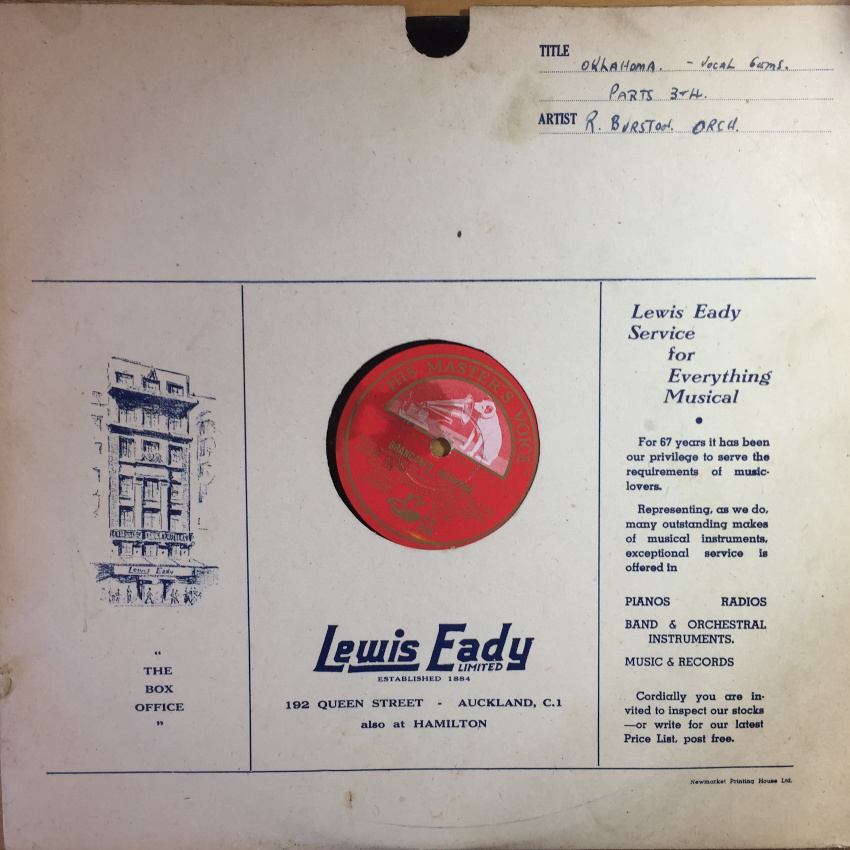 TITLE OKLAHOMA. - VOCAL Gems.
PARTS 3+4.
ARTIST R. BURSTON. ORCH.
HIS MASTER'S VOICE
Lewis Eady
“
THE
BOX
OFFICE
”
Lewis Eady
LIMITED
ESTABLISHED 1884
192 QUEEN STREET - AUCKLAND, C.1
also at HAMILTON
Lewis Eady
Service
for
Everything
Musical
For 67 years it has been
our privilege to serve the
requirements of music-
lovers.
Representing, as we do,
many outstanding makes
of musical instruments,
exceptional service is
offered in
PIANOS RADIOS
BAND & ORCHESTRAL
INSTRUMENTS.
MUSIC & RECORDS
Cordially you are in-
vited to inspect our stocks
—or write for our latest
Price List, post free.
Newmarket Printing House Ltd.